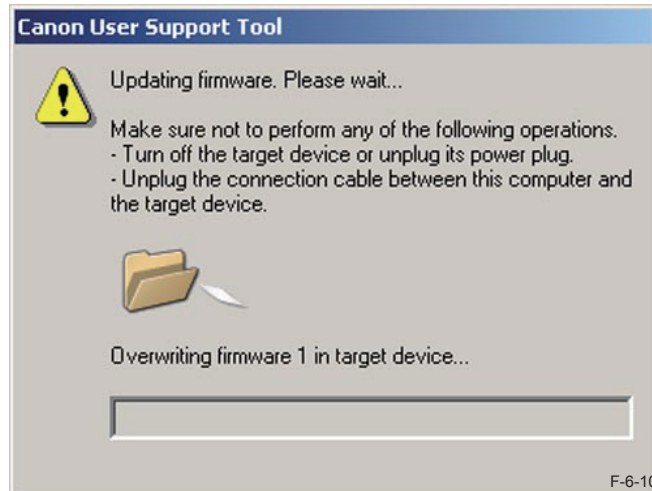 Canon User Support Tool
Updating firmware. Please wait...
Make sure not to perform any of the following operations.
- Turn off the target device or unplug its power plug.
- Unplug the connection cable between this computer and
the target device.
Overwriting firmware 1 in target device...
F-6-10